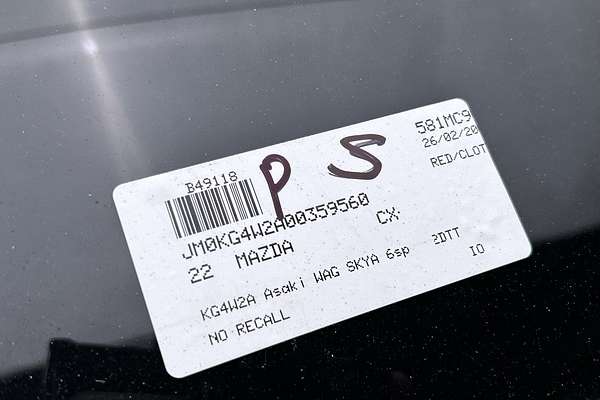 B49118
P S
581MC9
26/02/20
RED/CLOT
JM0KG4W2A00359560
22 MAZDA CX-
KG4W2A Asaki WAG SKYA 6sp 2DTT
NO RECALL
IO